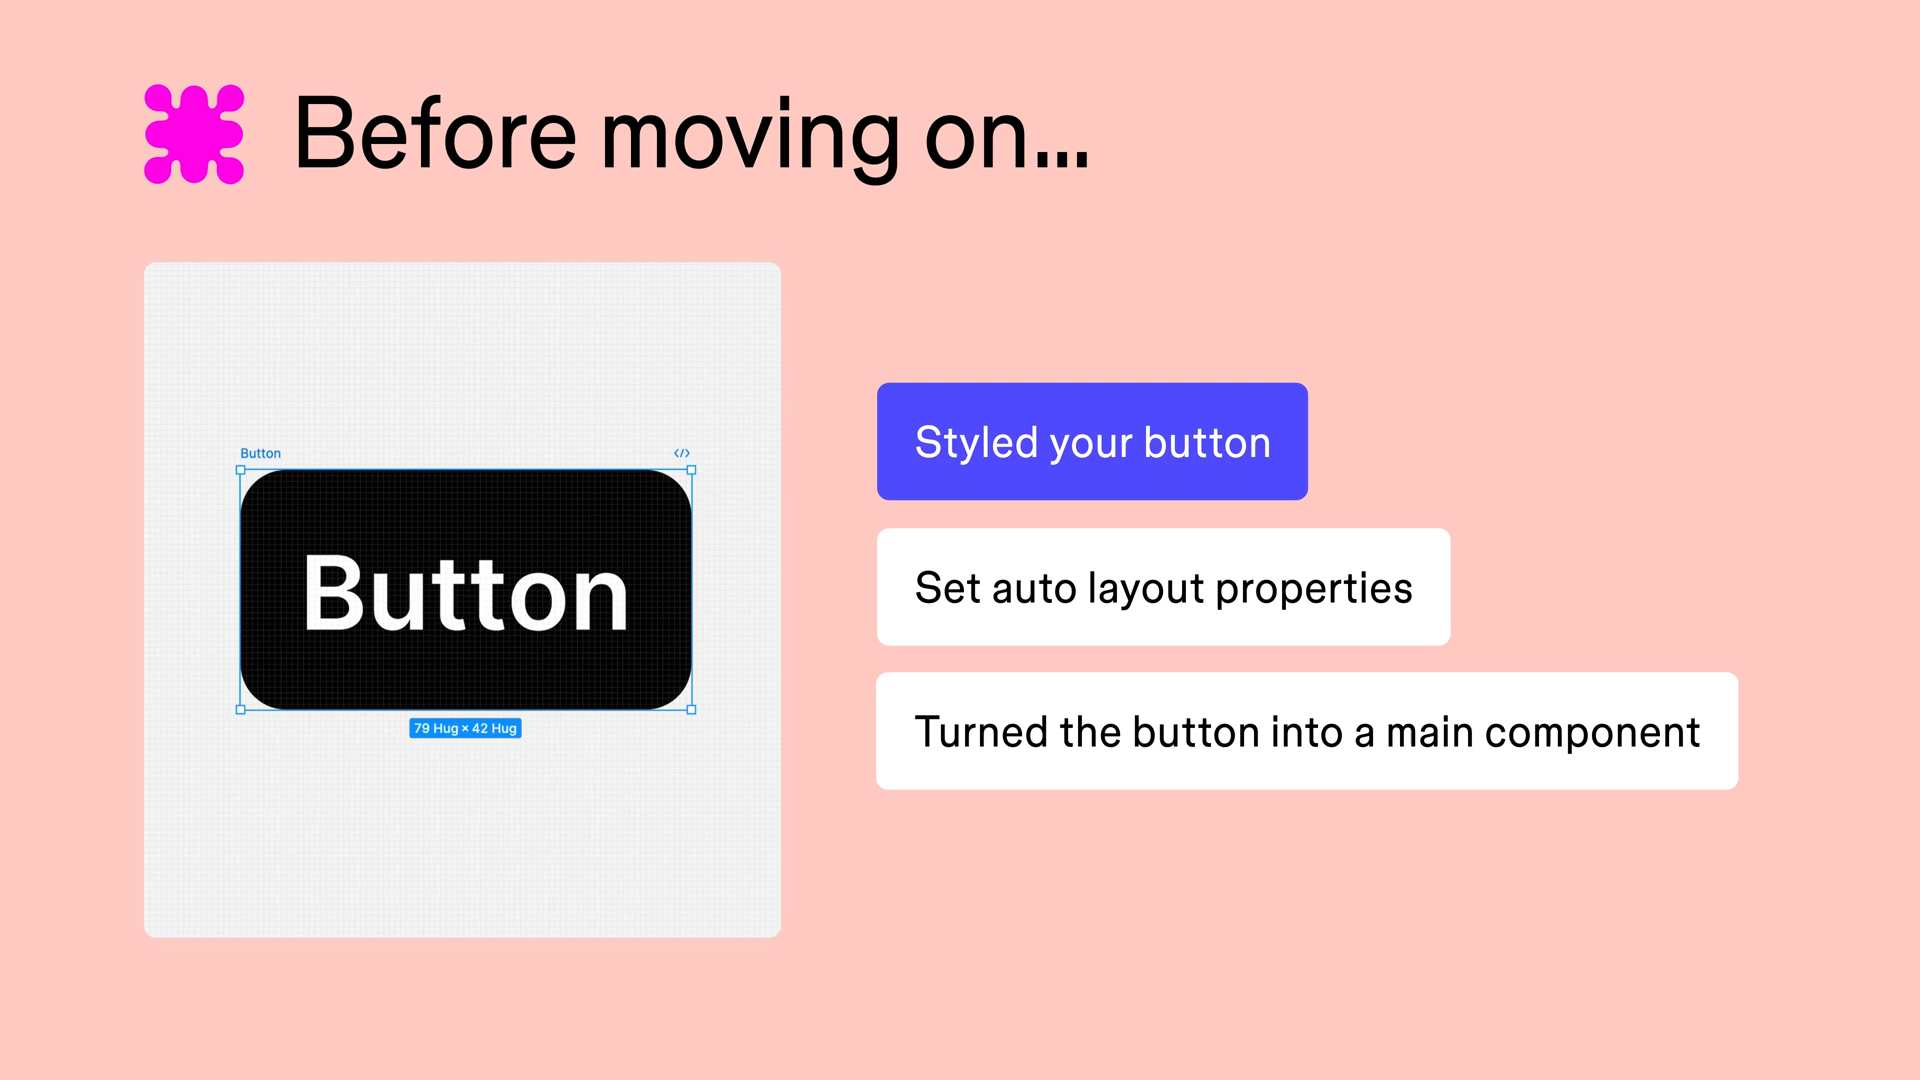 Before moving on...
Button
</>
Button
79 Hug × 42 Hug
Styled your button
Set auto layout properties
Turned the button into a main component